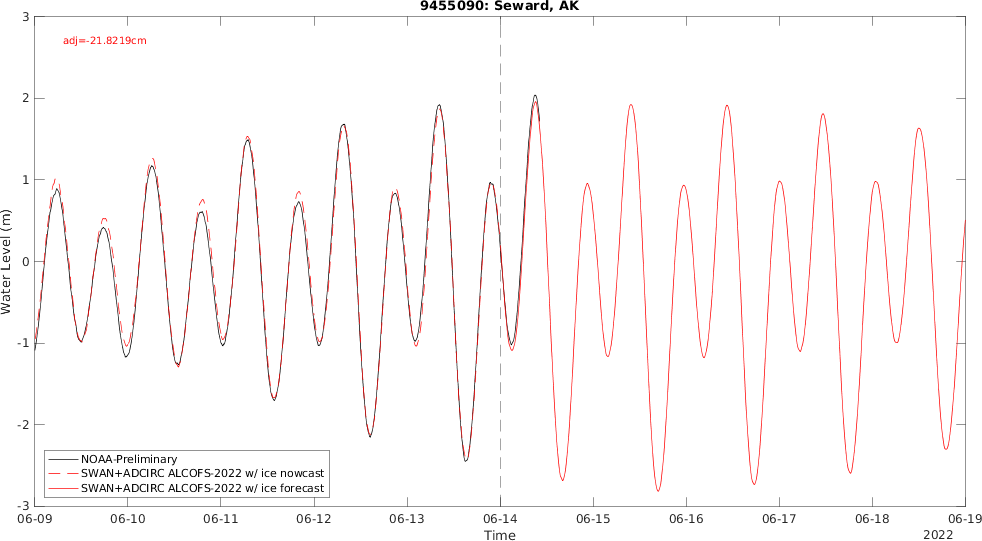 9455090: Seward, AK
adj=-21.8219cm
3
2
1
0
-1
-2
-3
Water Level (m)
NOAA-Preliminary
SWAN+ADCIRC ALCOFS-2022 w/ ice nowcast
SWAN+ADCIRC ALCOFS-2022 w/ ice forecast
06-09 06-10 06-11 06-12 06-13 06-14 06-15 06-16 06-17 06-18 06-19
Time
2022